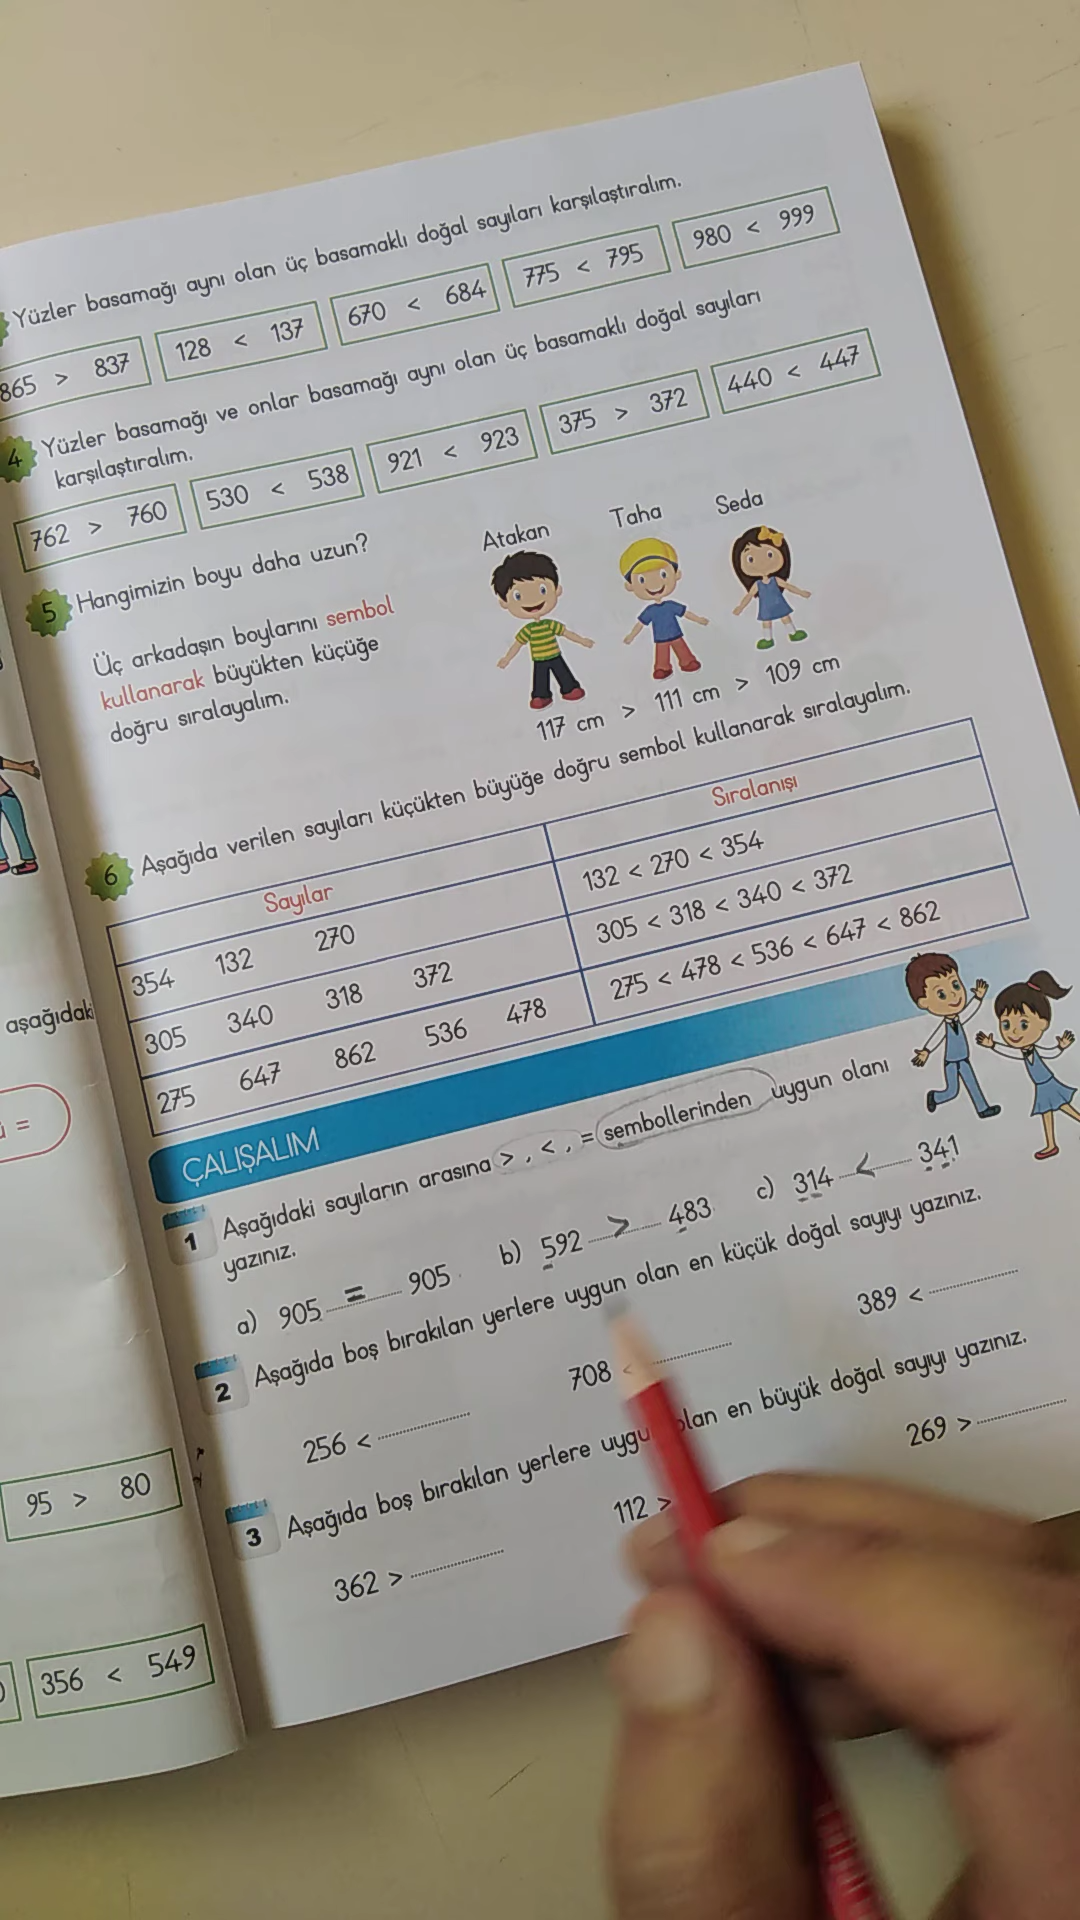 Yüzler basamağı aynı olan üç basamaklı doğal sayıları karşılaştıralım.
865 > 837
128 < 137
670 < 684
775 < 795
980 < 999
4 Yüzler basamağı ve onlar basamağı aynı olan üç basamaklı doğal sayıları
karşılaştıralım.
762 > 760
530 < 538
921 < 923
375 > 372
440 < 447
5 Hangimizin boyu daha uzun?
Üç arkadaşın boylarını sembol
kullanarak büyükten küçüğe
doğru sıralayalım.
Atakan Taha Seda
117 cm > 111 cm > 109 cm
6 Aşağıda verilen sayıları küçükten büyüğe doğru sembol kullanarak sıralayalım.
Sayılar Sıralanışı
354 132 270 132 < 270 < 354
305 340 318 372 305 < 318 < 340 < 372
275 647 862 536 478 275 < 478 < 536 < 647 < 862
ÇALIŞALIM
1 Aşağıdaki sayıların arasına > , < , = sembollerinden uygun olanı
yazınız.
a) 905 = 905 b) 592 > 483 c) 314 < 341
2 Aşağıda boş bırakılan yerlere uygun olan en küçük doğal sayıyı yazınız.
256 < 708 < 389 <
3 Aşağıda boş bırakılan yerlere olan en büyük doğal sayıyı yazınız.
362 > 112 > 269 >
aşağıdaki
=
95 > 80
356 < 549